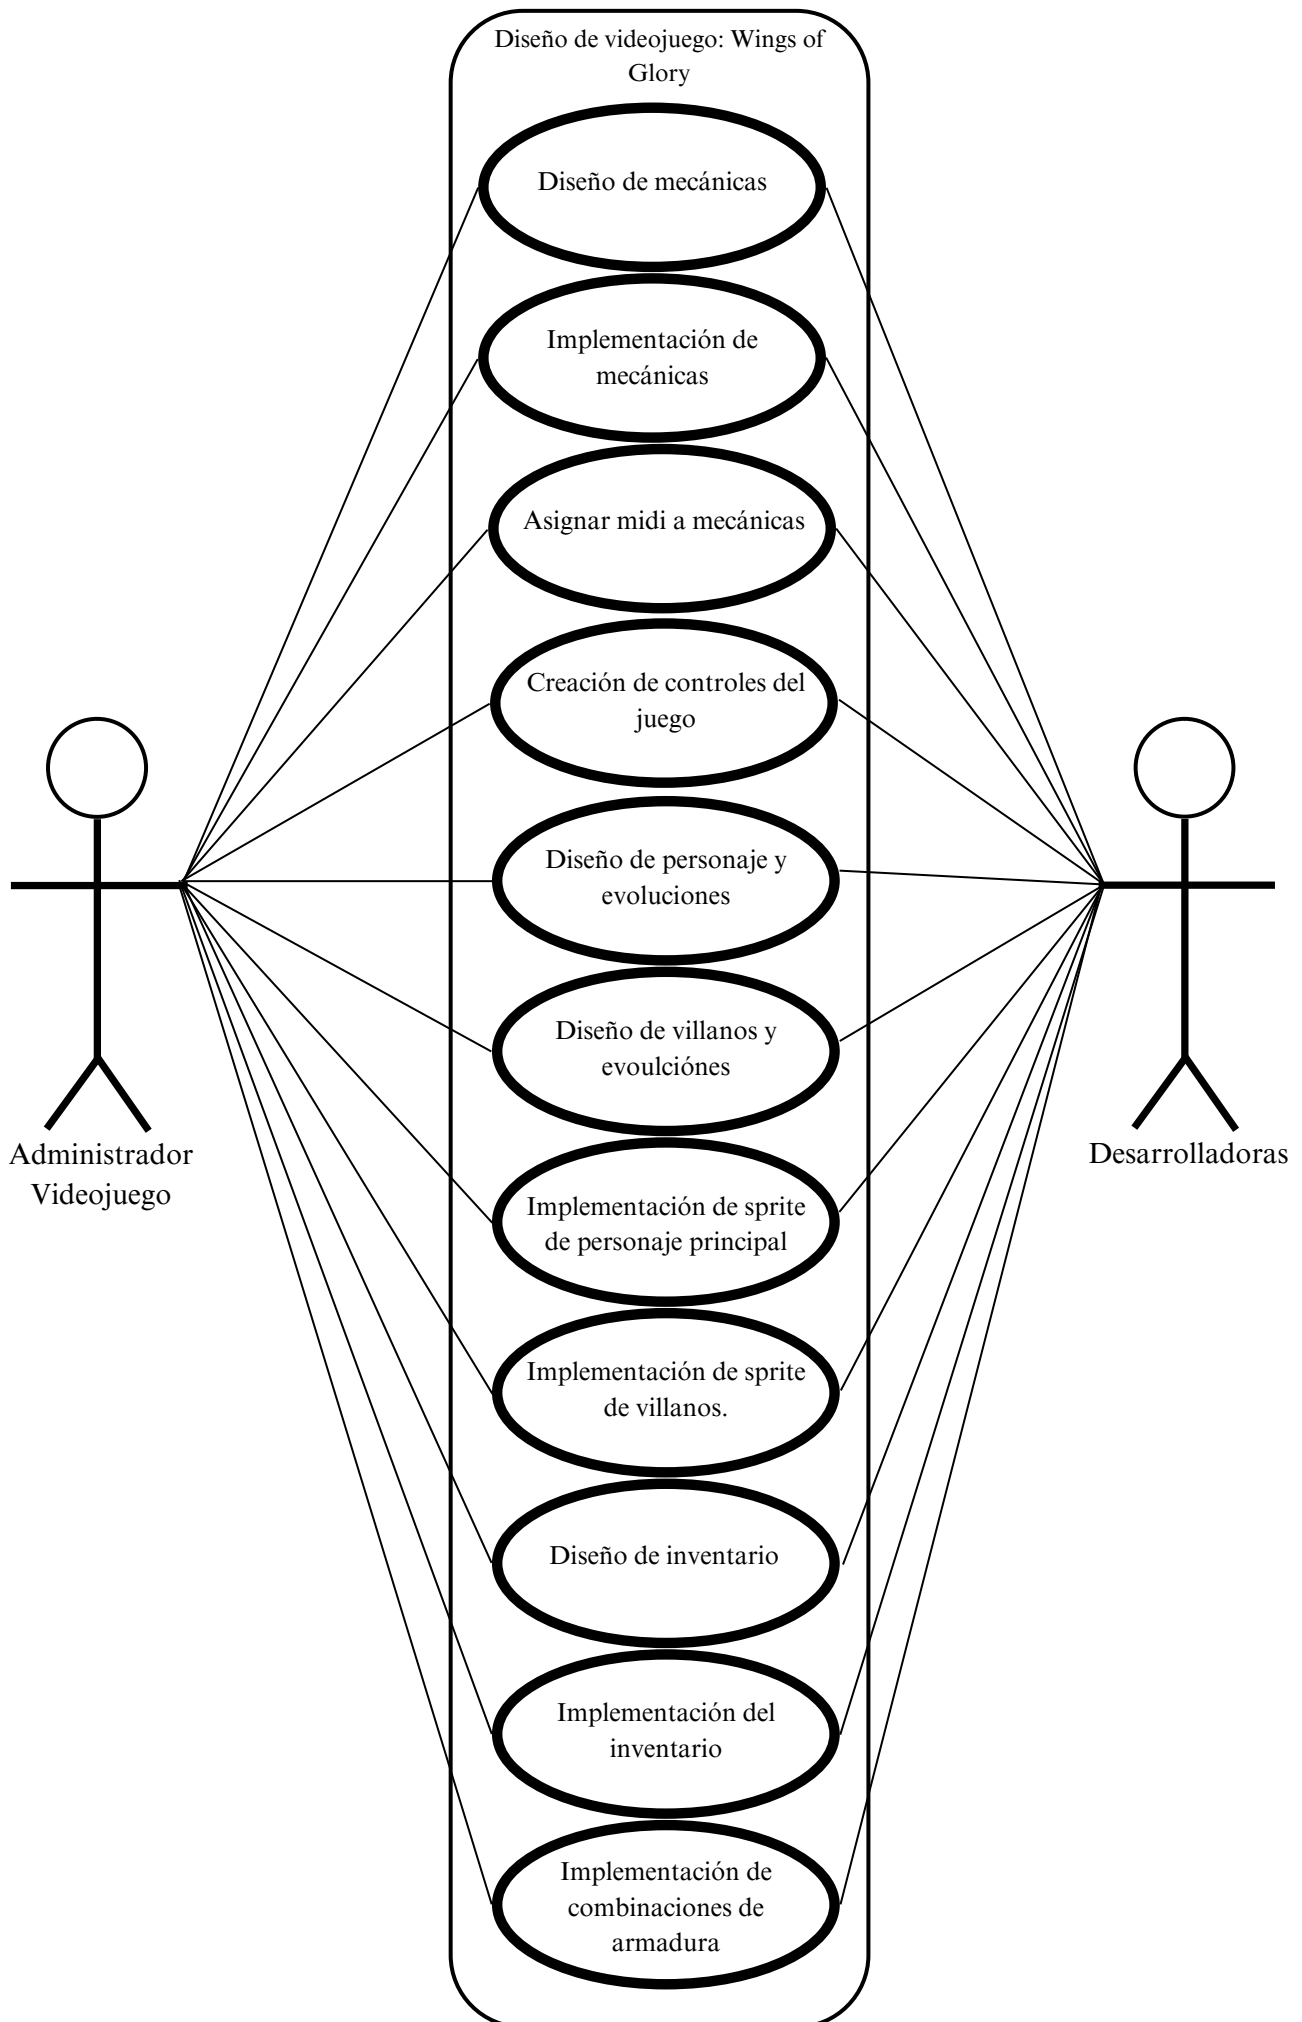 Diseño de videojuego: Wings of
Glory
Diseño de mecánicas
Implementación de
mecánicas
Asignar midi a mecánicas
Creación de controles del
juego
Diseño de personaje y
evoluciones
Diseño de villanos y
evoulciónes
Administrador
Videojuego
Desarrolladoras
Implementación de sprite
de personaje principal
Implementación de sprite
de villanos.
Diseño de inventario
Implementación del
inventario
Implementación de
combinaciones de
armadura